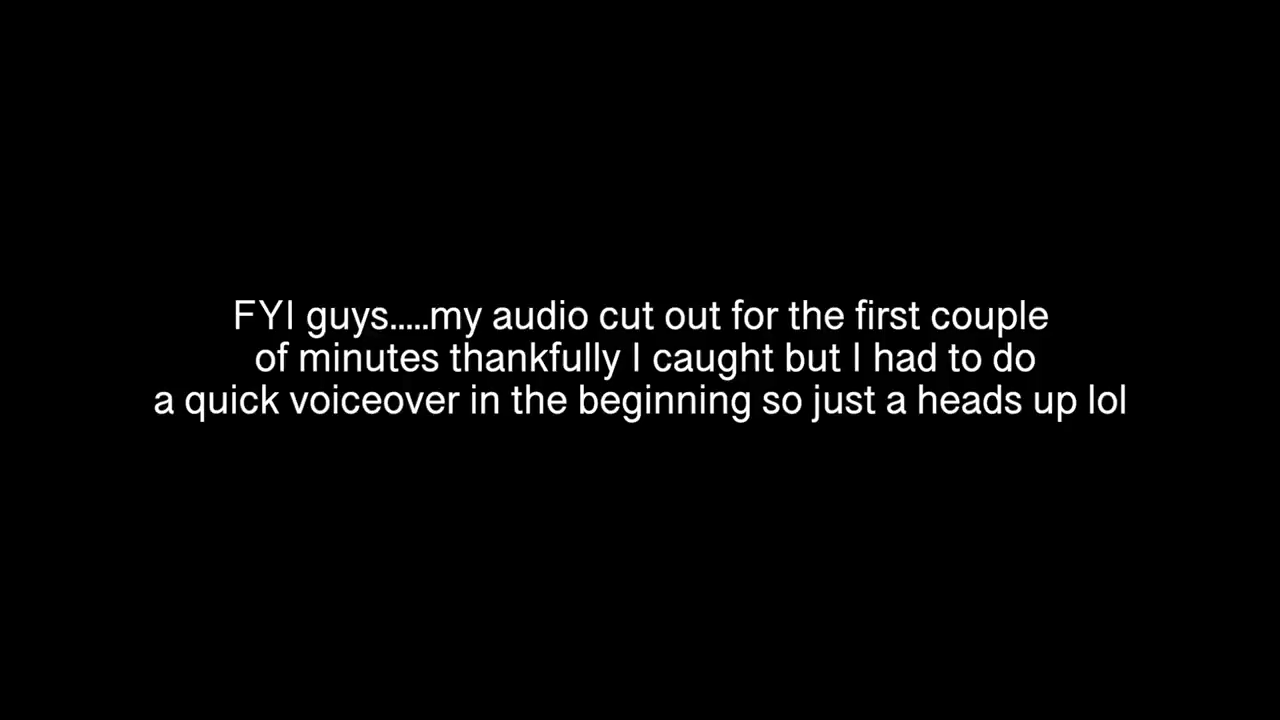 FYI guys.....my audio cut out for the first couple
of minutes thankfully I caught but I had to do
a quick voiceover in the beginning so just a heads up lol